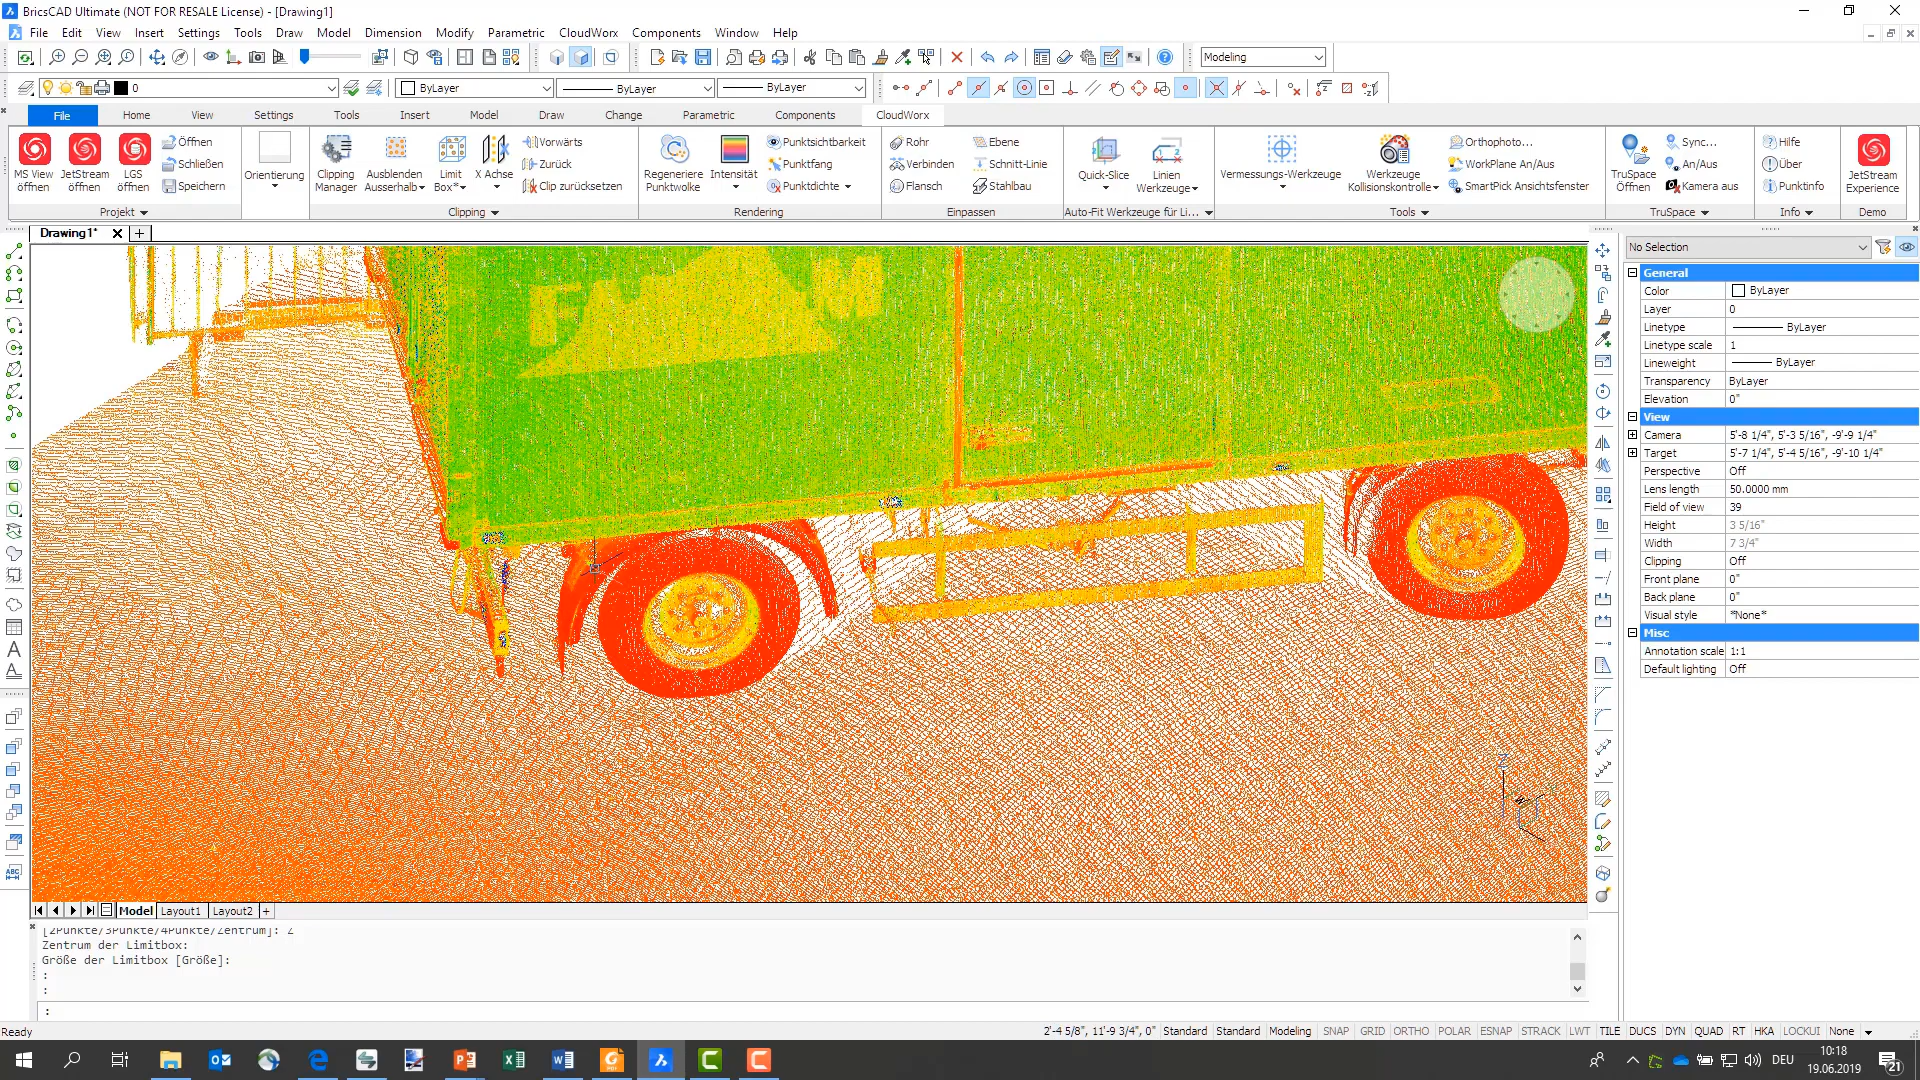 BricsCAD Ultimate (NOT FOR RESALE License) - [Drawing1]
File Edit View Insert Settings Tools Draw Model Dimension Modify Parametric CloudWorx Components Window Help
Modeling
0 ByLayer ByLayer ByLayer
File Home View Settings Tools Insert Model Draw Change Parametric Components CloudWorx
MS View öffnen
JetStream öffnen
LGS öffnen
Öffnen
Schließen
Speichern
Projekt
Orientierung
Clipping Manager
Ausblenden Ausserhalb
Limit Box*
X Achse
Vorwärts
Zurück
Clip zurücksetzen
Clipping
Regeneriere Punktwolke
Intensität
Punktsichtbarkeit
Punktfang
Punktdichte
Rendering
Rohr
Verbinden
Flansch
Ebene
Schnitt-Linie
Stahlbau
Einpassen
Quick-Slice
Linien Werkzeuge
Auto-Fit Werkzeuge für Li...
Vermessungs-Werkzeuge
Werkzeuge Kollisionskontrolle
Orthophoto...
WorkPlane An/Aus
SmartPick Ansichtsfenster
Tools
TruSpace Öffnen
Sync...
An/Aus
Kamera aus
TruSpace
Hilfe
Über
Punktinfo
Info
JetStream Experience
Demo
Drawing1*
No Selection
General
Color ByLayer
Layer 0
Linetype ByLayer
Linetype scale 1
Lineweight ByLayer
Transparency ByLayer
Elevation 0"
View
Camera 5'-8 1/4", 5'-3 5/16", -9'-9 1/4"
Target 5'-7 1/4", 5'-4 5/16", -9'-10 1/4"
Perspective Off
Lens length 50.0000 mm
Field of view 39
Height 3 5/16"
Width 7 3/4"
Clipping Off
Front plane 0"
Back plane 0"
Visual style *None*
Misc
Annotation scale 1:1
Default lighting Off
Model Layout1 Layout2 +
[2Punkte/3Punkte/4Punkte/Zentrum]: Z
Zentrum der Limitbox:
Größe der Limitbox [Größe]:
:
:
:
Ready
2'-4 5/8", 11'-9 3/4", 0" Standard Standard Modeling SNAP GRID ORTHO POLAR ESNAP STRACK LWT TILE DUCS DYN QUAD RT HKA LOCKUI None
DEU
10:18
19.06.2019
21